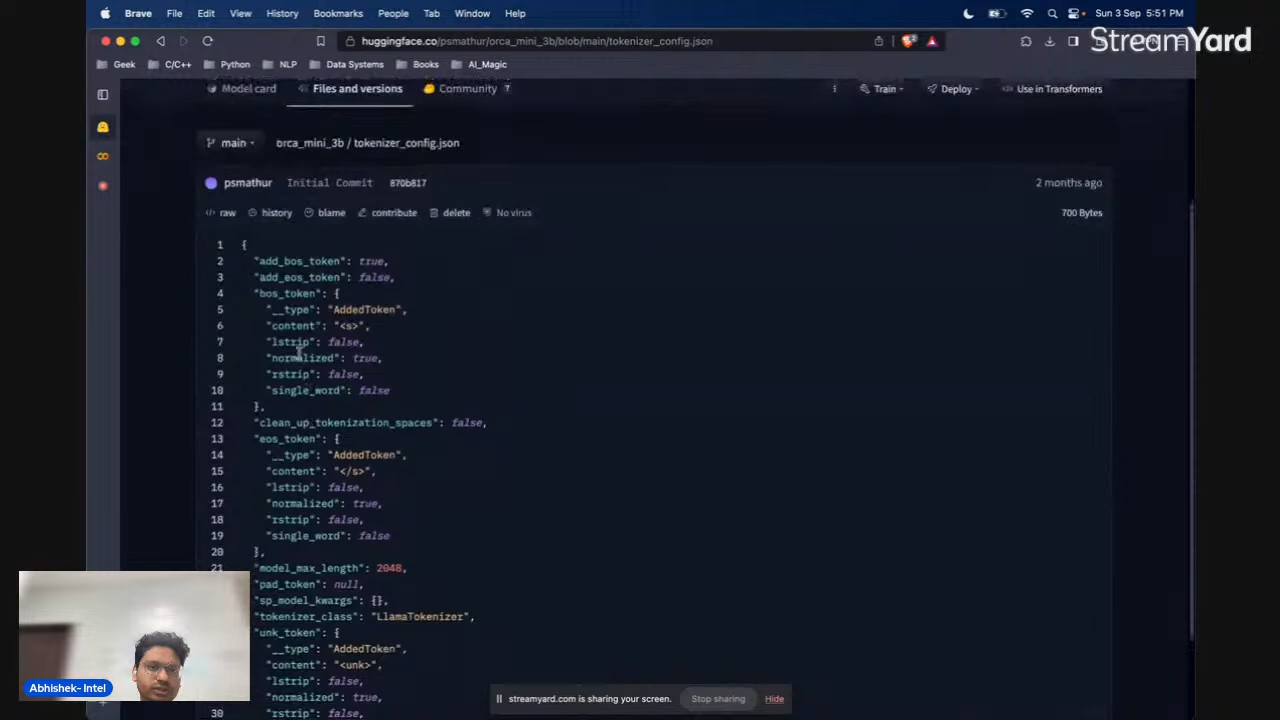 Brave File Edit View History Bookmarks People Tab Window Help Sun 3 Sep 5:51 PM
huggingface.co/psmathur/orca_mini_3b/blob/main/tokenizer_config.json
StreamYard
Geek C/C++ Python NLP Data Systems Books AI_Magic
Model card Files and versions Community 7 Train Deploy Use in Transformers
main orca_mini_3b / tokenizer_config.json
psmathur Initial Commit 870b817 2 months ago
raw history blame contribute delete No virus 700 Bytes
1 {
2 "add_bos_token": true,
3 "add_eos_token": false,
4 "bos_token": {
5 "__type": "AddedToken",
6 "content": "<s>",
7 "lstrip": false,
8 "normalized": true,
9 "rstrip": false,
10 "single_word": false
11 },
12 "clean_up_tokenization_spaces": false,
13 "eos_token": {
14 "__type": "AddedToken",
15 "content": "</s>",
16 "lstrip": false,
17 "normalized": true,
18 "rstrip": false,
19 "single_word": false
20 },
21 "model_max_length": 2048,
"pad_token": null,
"sp_model_kwargs": {},
"tokenizer_class": "LlamaTokenizer",
"unk_token": {
"__type": "AddedToken",
"content": "<unk>",
"lstrip": false,
"normalized": true,
30 "rstrip": false,
Abhishek- Intel
streamyard.com is sharing your screen. Stop sharing Hide